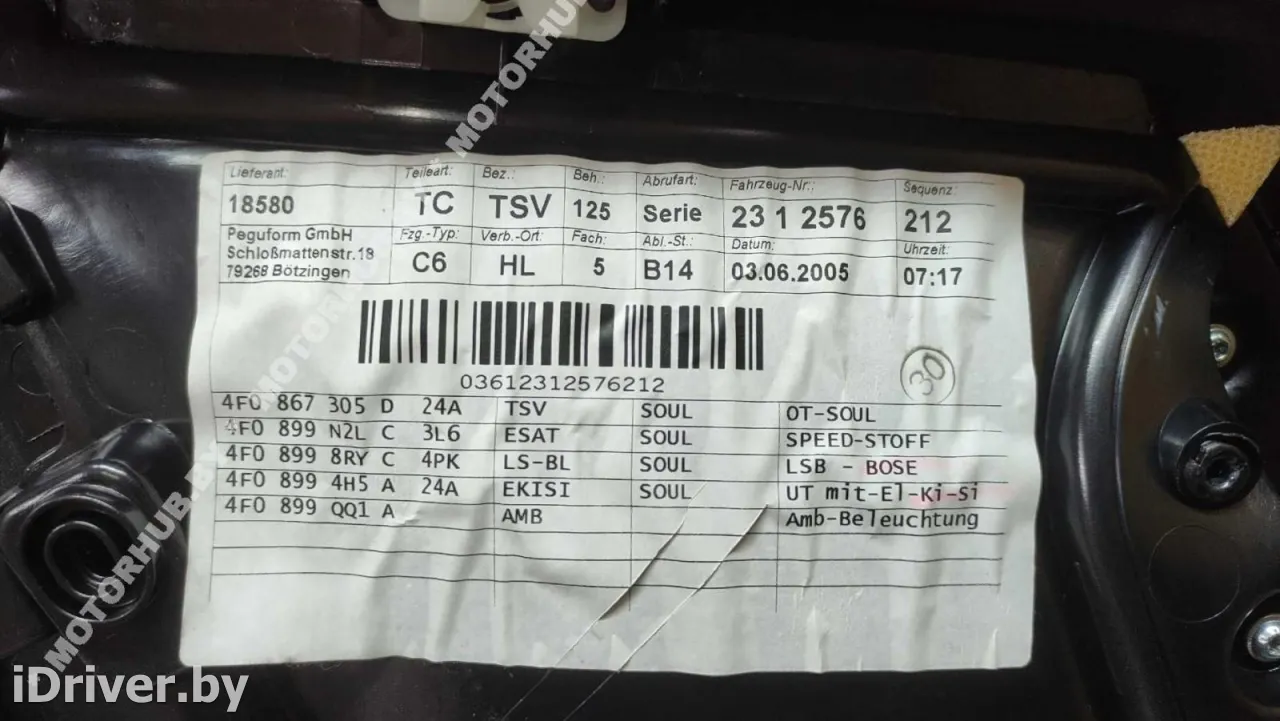 Lieferant: Teileart: Bez.: Beh.: Abrufart: Fahrzeug-Nr.: Sequenz:
18580 TC TSV 125 Serie 23 1 2576 212
Peguform GmbH Fzg.-Typ: Verb.-Ort: Fach: Abl.-St.: Datum: Uhrzeit:
Schloßmattenstr.18
79268 Bötzingen C6 HL 5 B14 03.06.2005 07:17
03612312576212
30
4F0 867 305 D 24A TSV SOUL OT-SOUL
4F0 899 N2L C 3L6 ESAT SOUL SPEED-STOFF
4F0 899 8RY C 4PK LS-BL SOUL LSB - BOSE
4F0 899 4H5 A 24A EKISI SOUL UT mit-El-Ki-Si
4F0 899 QQ1 A AMB Amb-Beleuchtung
MOTORHUB.BY MOTORHUB.BY MOTORHUB
iDriver.by